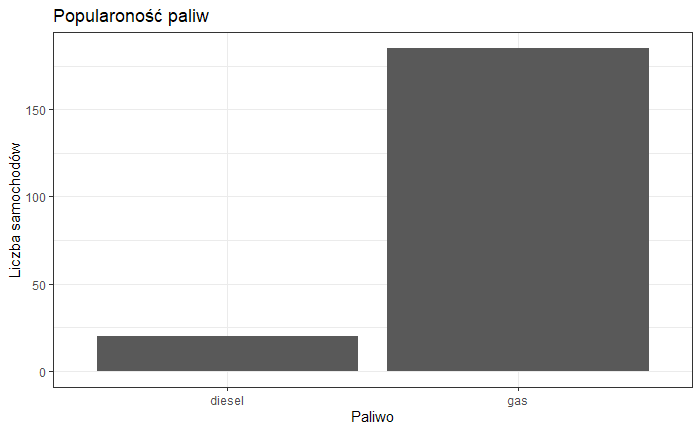 Popularoność paliw
Liczba samochodów
150
100
50
0
diesel
gas
Paliwo